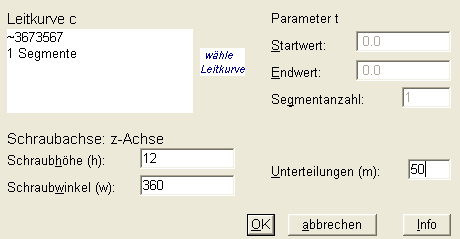 Leitkurve c
~3673567
1 Segmente
wähle
Leitkurve
Parameter t
Startwert: 0.0
Endwert: 0.0
Segmentanzahl: 1
Schraubachse: z-Achse
Schraubhöhe (h): 12
Schraubwinkel (w): 360
Unterteilungen (m): 50
OK abbrechen Info